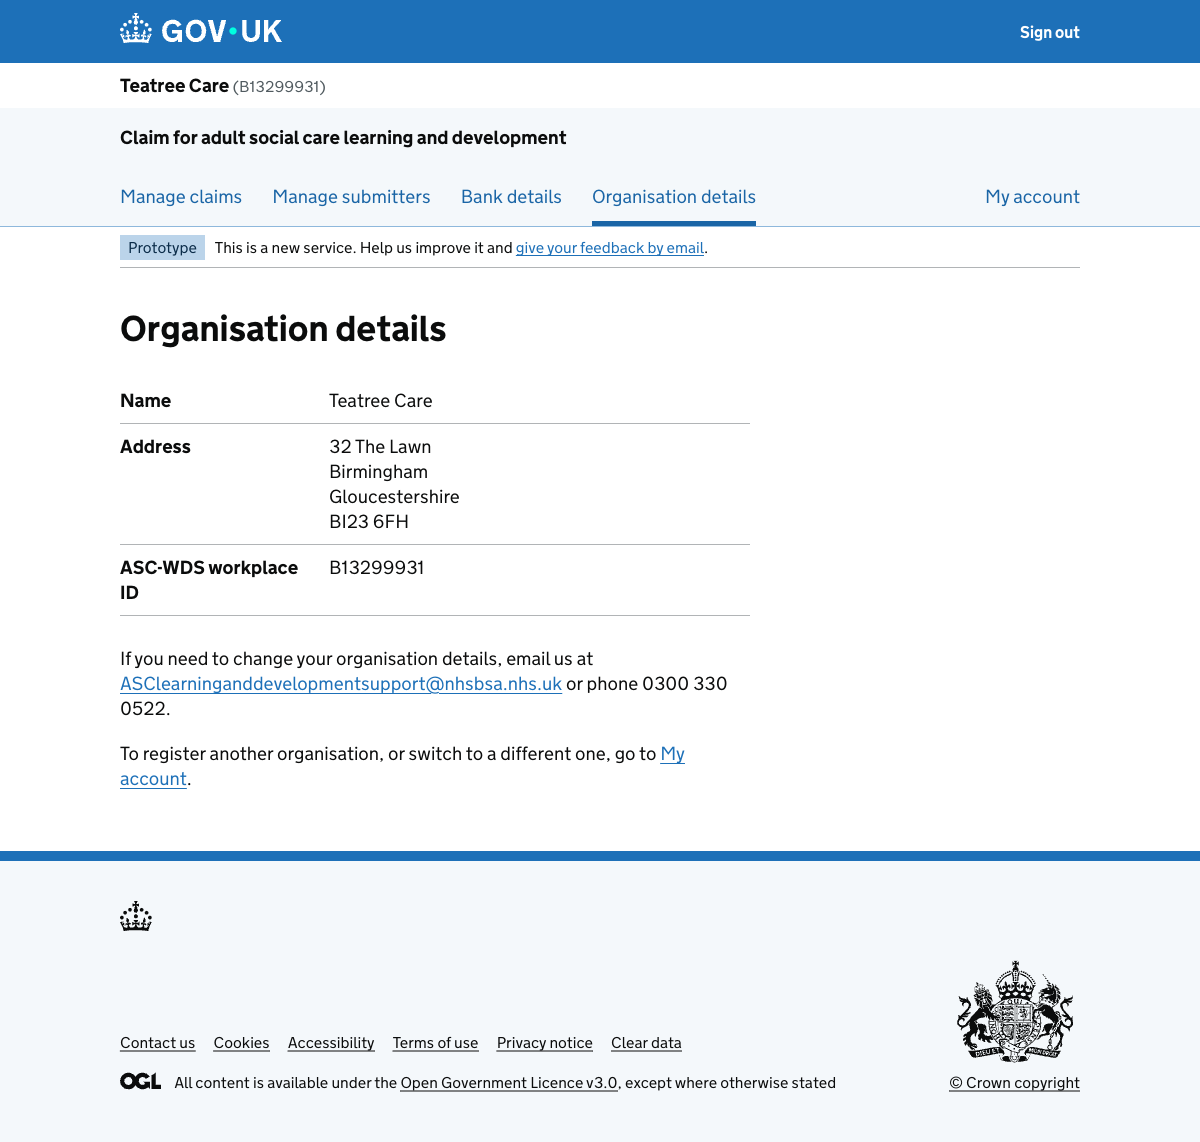 GOV·UK
Sign out
Teatree Care (B13299931)
Claim for adult social care learning and development
Manage claims
Manage submitters
Bank details
Organisation details
My account
Prototype
This is a new service. Help us improve it and give your feedback by email.
Organisation details
Name
Teatree Care
Address
32 The Lawn
Birmingham
Gloucestershire
BI23 6FH
ASC-WDS workplace
ID
B13299931
If you need to change your organisation details, email us at
ASClearninganddevelopmentsupport@nhsbsa.nhs.uk or phone 0300 330
0522.
To register another organisation, or switch to a different one, go to My
account.
Contact us
Cookies
Accessibility
Terms of use
Privacy notice
Clear data
OGL
All content is available under the Open Government Licence v3.0, except where otherwise stated
© Crown copyright